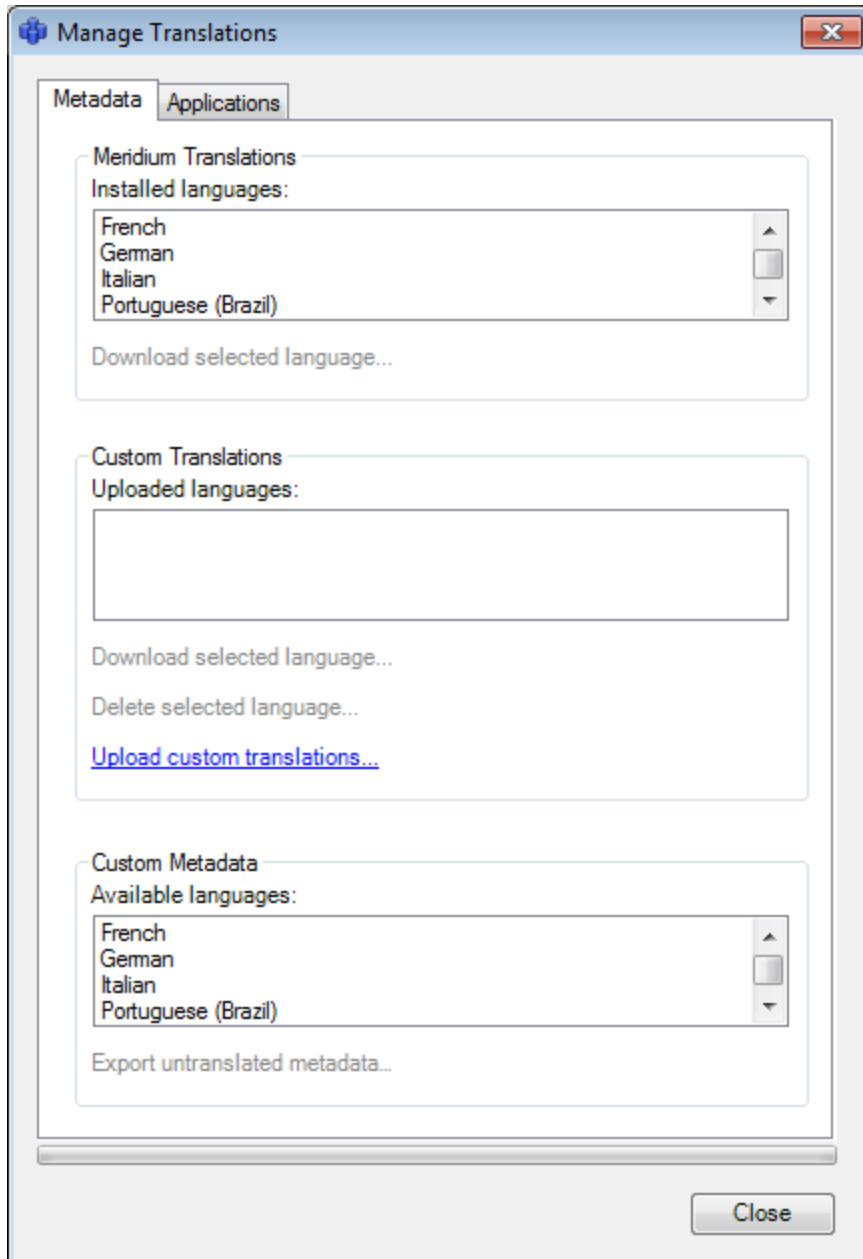 Manage Translations
Metadata
Applications
Meridium Translations
Installed languages:
French
German
Italian
Portuguese (Brazil)
Download selected language...
Custom Translations
Uploaded languages:
Download selected language...
Delete selected language...
Upload custom translations...
Custom Metadata
Available languages:
French
German
Italian
Portuguese (Brazil)
Export untranslated metadata...
Close